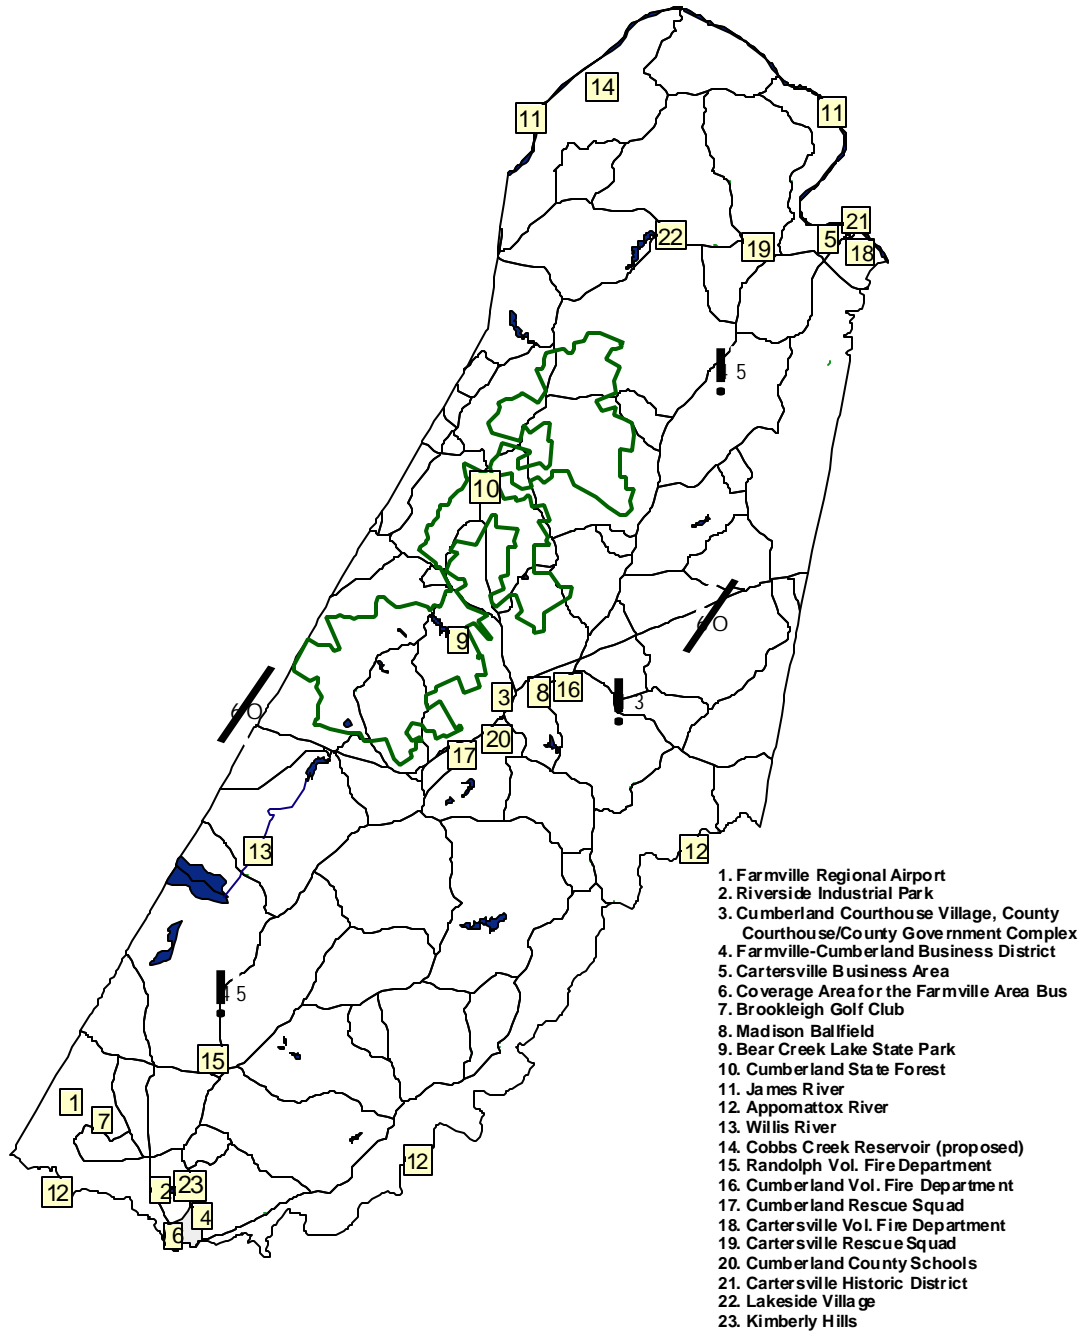 14
11
11
21
22
5
19
18
45
10
60
9
3
8
16
60
13
20
17
13
12
1. Farmville Regional Airport
2. Riverside Industrial Park
3. Cumberland Courthouse Village, County
Courthouse/County Government Complex
4. Farmville-Cumberland Business District
5. Cartersville Business Area
6. Coverage Area for the Farmville Area Bus
7. Brookleigh Golf Club
8. Madison Ballfield
9. Bear Creek Lake State Park
10. Cumberland State Forest
11. James River
12. Appomattox River
13. Willis River
14. Cobbs Creek Reservoir (proposed)
15. Randolph Vol. Fire Department
16. Cumberland Vol. Fire Department
17. Cumberland Rescue Squad
18. Cartersville Vol. Fire Department
19. Cartersville Rescue Squad
20. Cumberland County Schools
21. Cartersville Historic District
22. Lakeside Village
23. Kimberly Hills
45
15
1
7
12
12
2
23
4
6